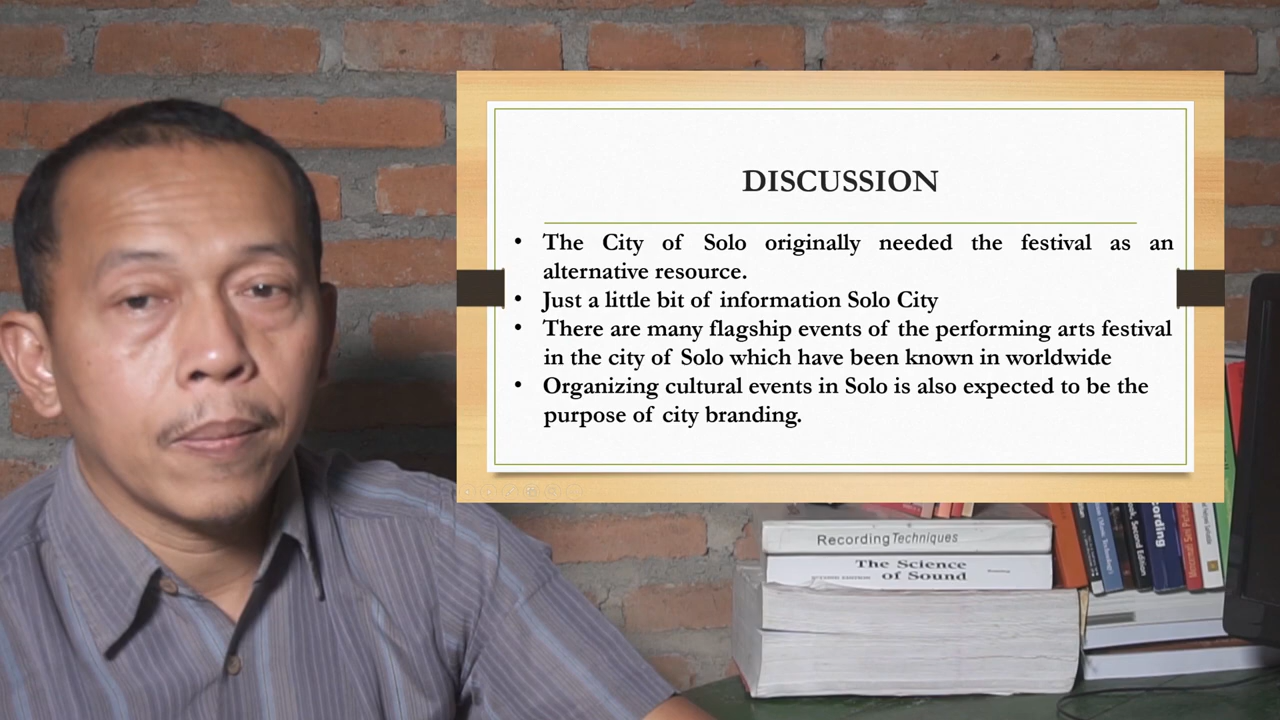 DISCUSSION
• The City of Solo originally needed the festival as an
alternative resource.
• Just a little bit of information Solo City
• There are many flagship events of the performing arts festival
in the city of Solo which have been known in worldwide
• Organizing cultural events in Solo is also expected to be the
purpose of city branding.
Recording Techniques
The Science
of Sound